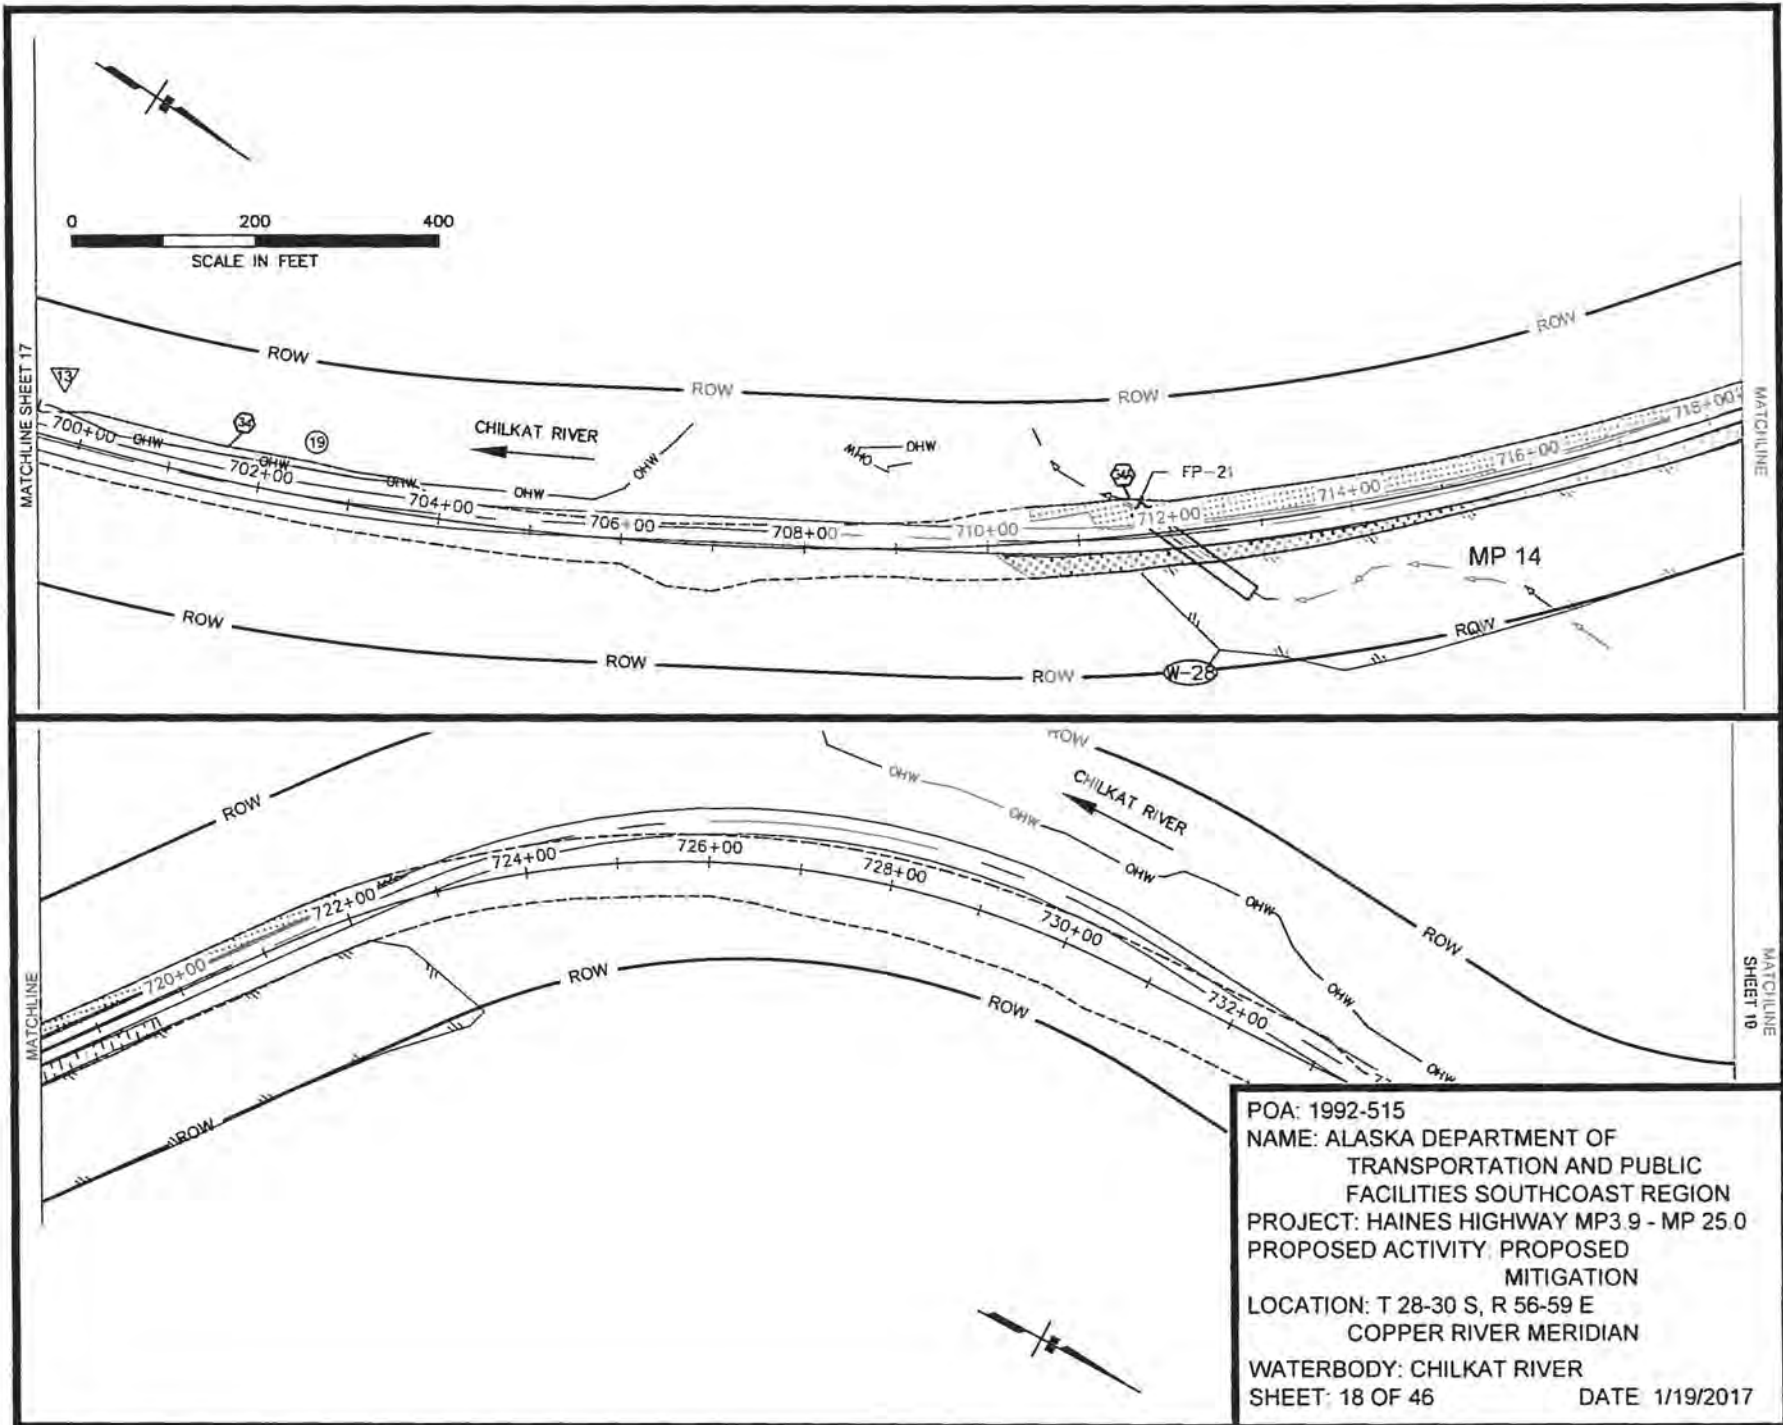 0 200 400
SCALE IN FEET
MATCHLINE SHEET 17
ROW
ROW
ROW
ROW
MATCHLINE
13
34
19
CHILKAT RIVER
OHW
OHW
OHW
OHW
OHW
OHW
OHW
FP-21
700+00
702+00
704+00
706+00
708+00
710+00
712+00
714+00
716+00
718+00
MP 14
ROW
ROW
ROW
ROW
W-28
MATCHLINE
ROW
ROW
ROW
CHILKAT RIVER
OHW
OHW
OHW
OHW
OHW
OHW
720+00
722+00
724+00
726+00
728+00
730+00
732+00
ROW
ROW
ROW
MATCHLINE
SHEET 19
POA: 1992-515
NAME: ALASKA DEPARTMENT OF
TRANSPORTATION AND PUBLIC
FACILITIES SOUTHCOAST REGION
PROJECT: HAINES HIGHWAY MP3.9 - MP 25.0
PROPOSED ACTIVITY: PROPOSED
MITIGATION
LOCATION: T 28-30 S, R 56-59 E
COPPER RIVER MERIDIAN
WATERBODY: CHILKAT RIVER
SHEET: 18 OF 46 DATE: 1/19/2017